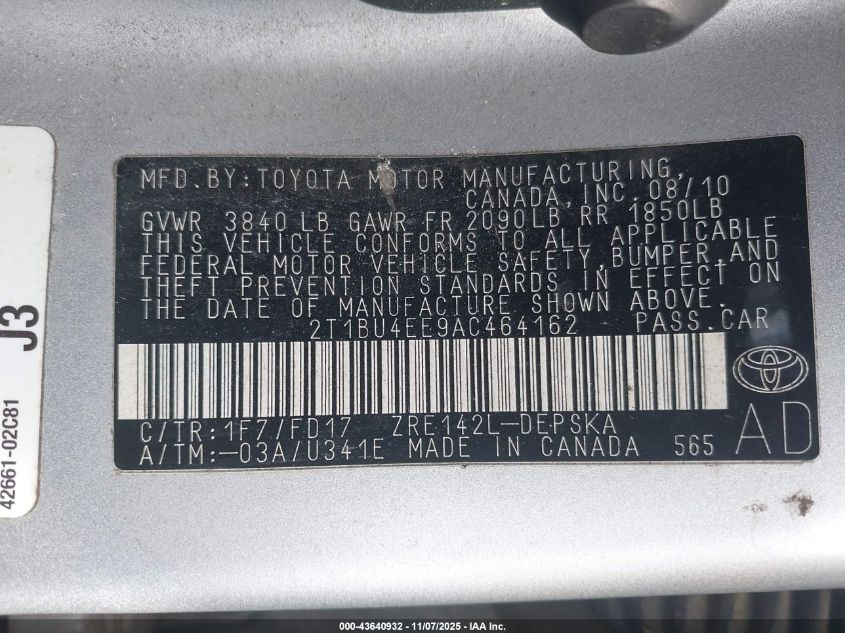 MFD.BY:TOYOTA MOTOR MANUFACTURING,
CANADA,INC. 08/10
GVWR 3840 LB GAWR FR 2090LB, RR 1850LB
THIS VEHICLE CONFORMS TO ALL APPLICABLE
FEDERAL MOTOR VEHICLE SAFETY, BUMPER,AND
THEFT PREVENTION STANDARDS IN EFFECT ON
THE DATE OF MANUFACTURE SHOWN ABOVE.
2T1BU4EE9AC464162 PASS.CAR
C/TR:1F7/FD17 ZRE142L-DEPSKA
A/TM:-03A/U341E MADE IN CANADA 565
AD
J3
42661-02C81
000-43640932 - 11/07/2025 - IAA Inc.